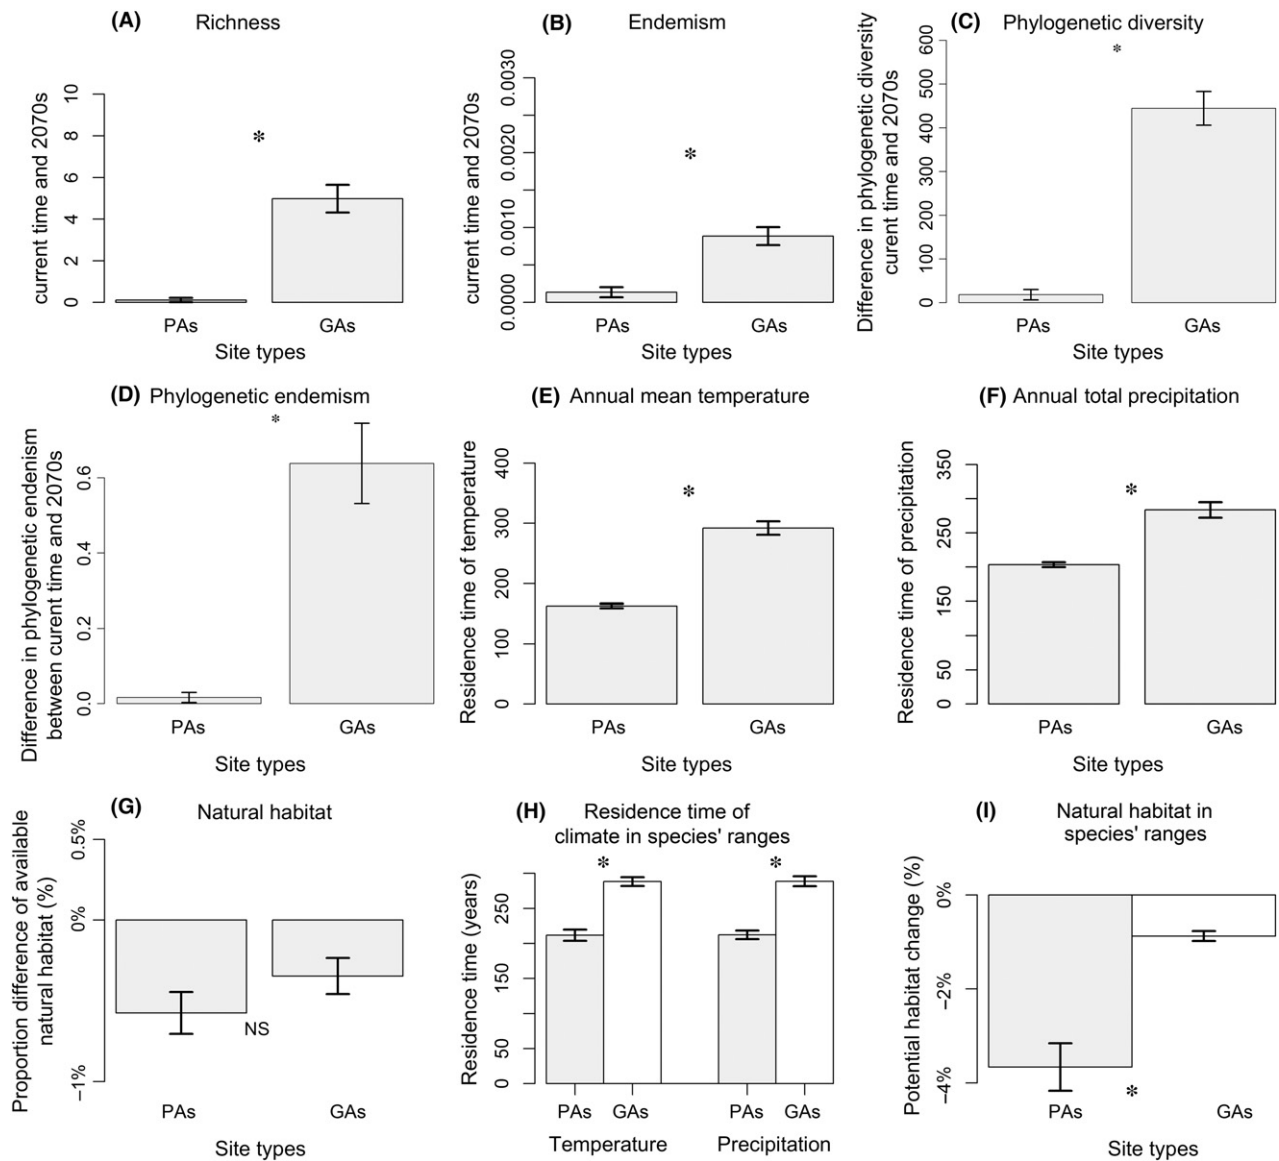 (A) Richness
current time and 2070s
10
8
6
4
2
0
*
PAs GAs
Site types
(B) Endemism
current time and 2070s
0.0030
0.0020
0.0010
0.0000
*
PAs GAs
Site types
(C) Phylogenetic diversity
Difference in phylogenetic diversity
curent time and 2070s
600
500
400
300
200
100
0
*
PAs GAs
Site types
(D) Phylogenetic endemism
Difference in phylogenetic endenism
between curent time and 2070s
0.6
0.4
0.2
0.0
*
PAs GAs
Site types
(E) Annual mean temperature
Residence time of temperature
400
300
200
100
0
*
PAs GAs
Site types
(F) Annual total precipitation
Residence time of precipitation
350
250
150
50
0
*
PAs GAs
Site types
(G) Natural habitat
Proportion difference of available
natural habitat (%)
0.5%
0%
−1%
NS
PAs GAs
Site types
(H) Residence time of
climate in species' ranges
Residence time (years)
250
150
50
0
* *
PAs GAs PAs GAs
Temperature Precipitation
(I) Natural habitat in
species' ranges
Potential habitat change (%)
0%
−2%
−4%
*
PAs GAs
Site types